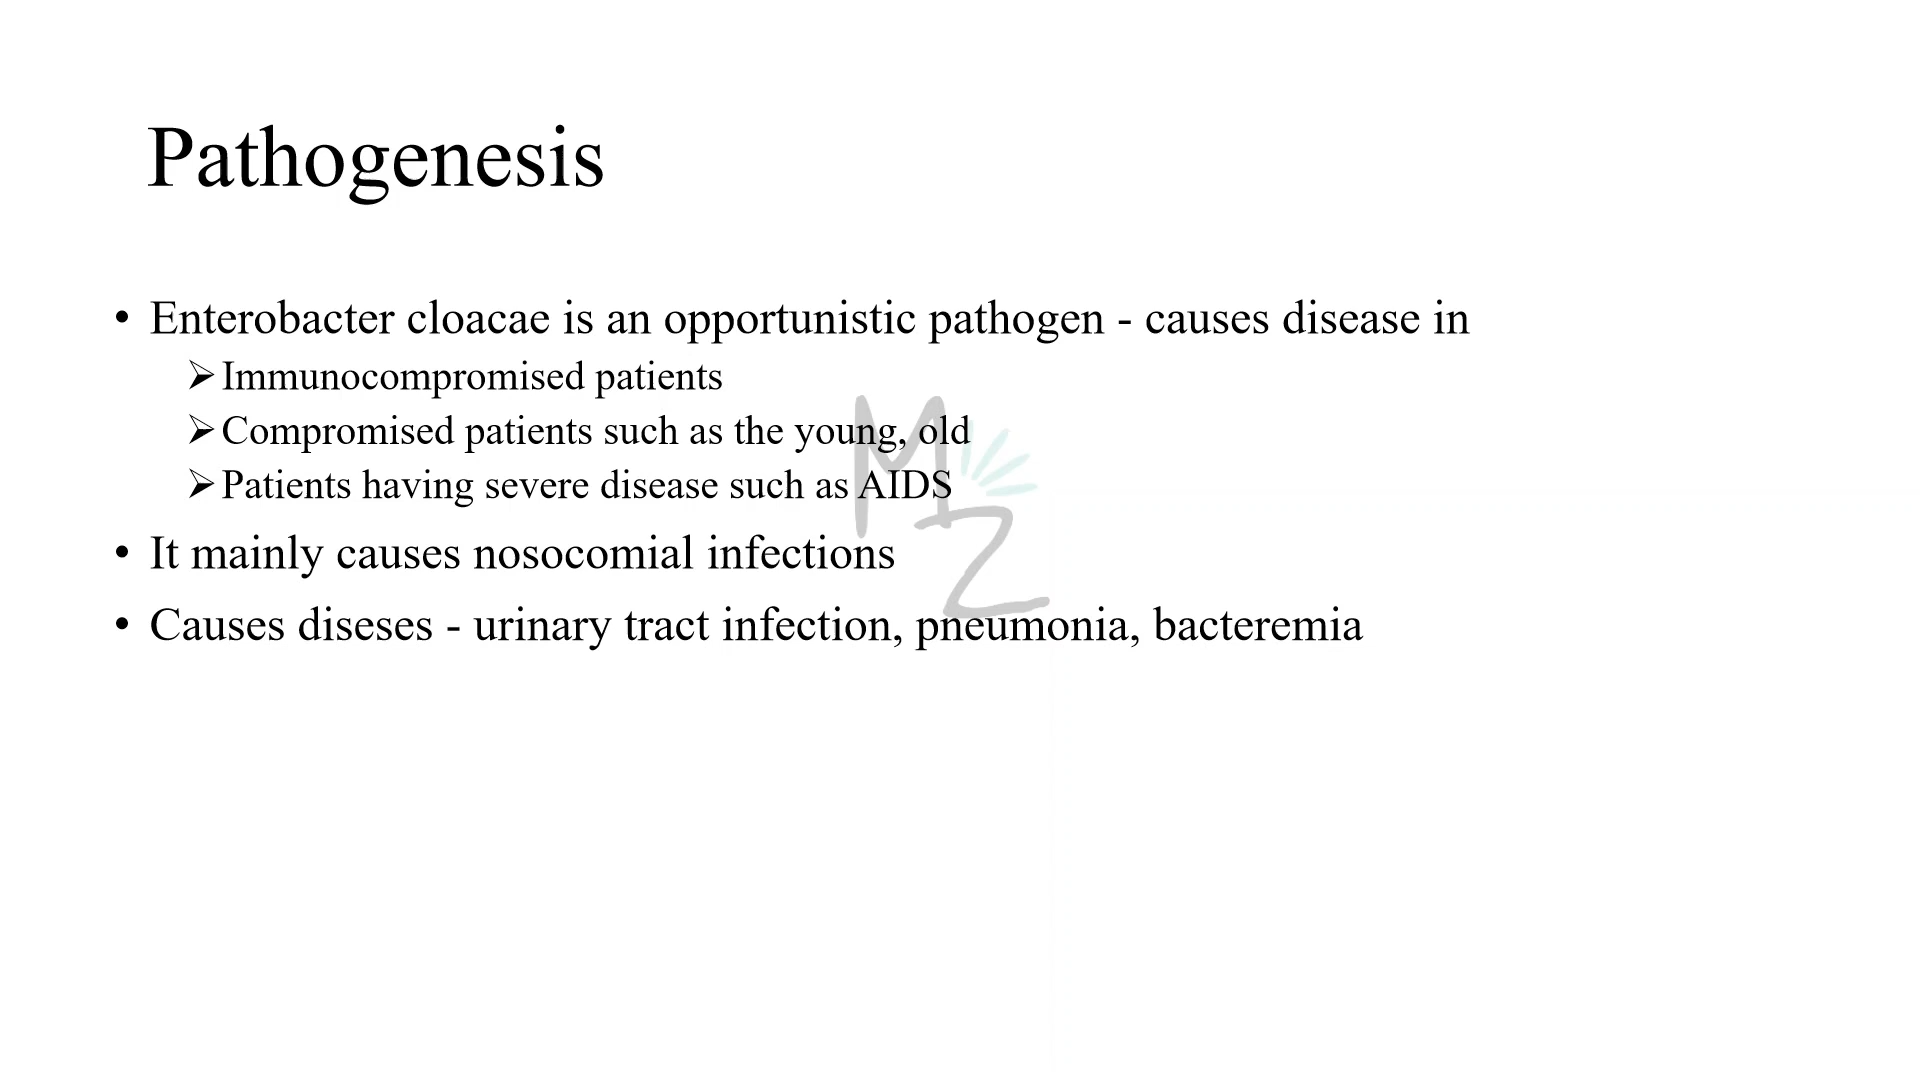 Pathogenesis
• Enterobacter cloacae is an opportunistic pathogen - causes disease in
➢ Immunocompromised patients
➢ Compromised patients such as the young, old
➢ Patients having severe disease such as AIDS
• It mainly causes nosocomial infections
• Causes diseses - urinary tract infection, pneumonia, bacteremia
MZ